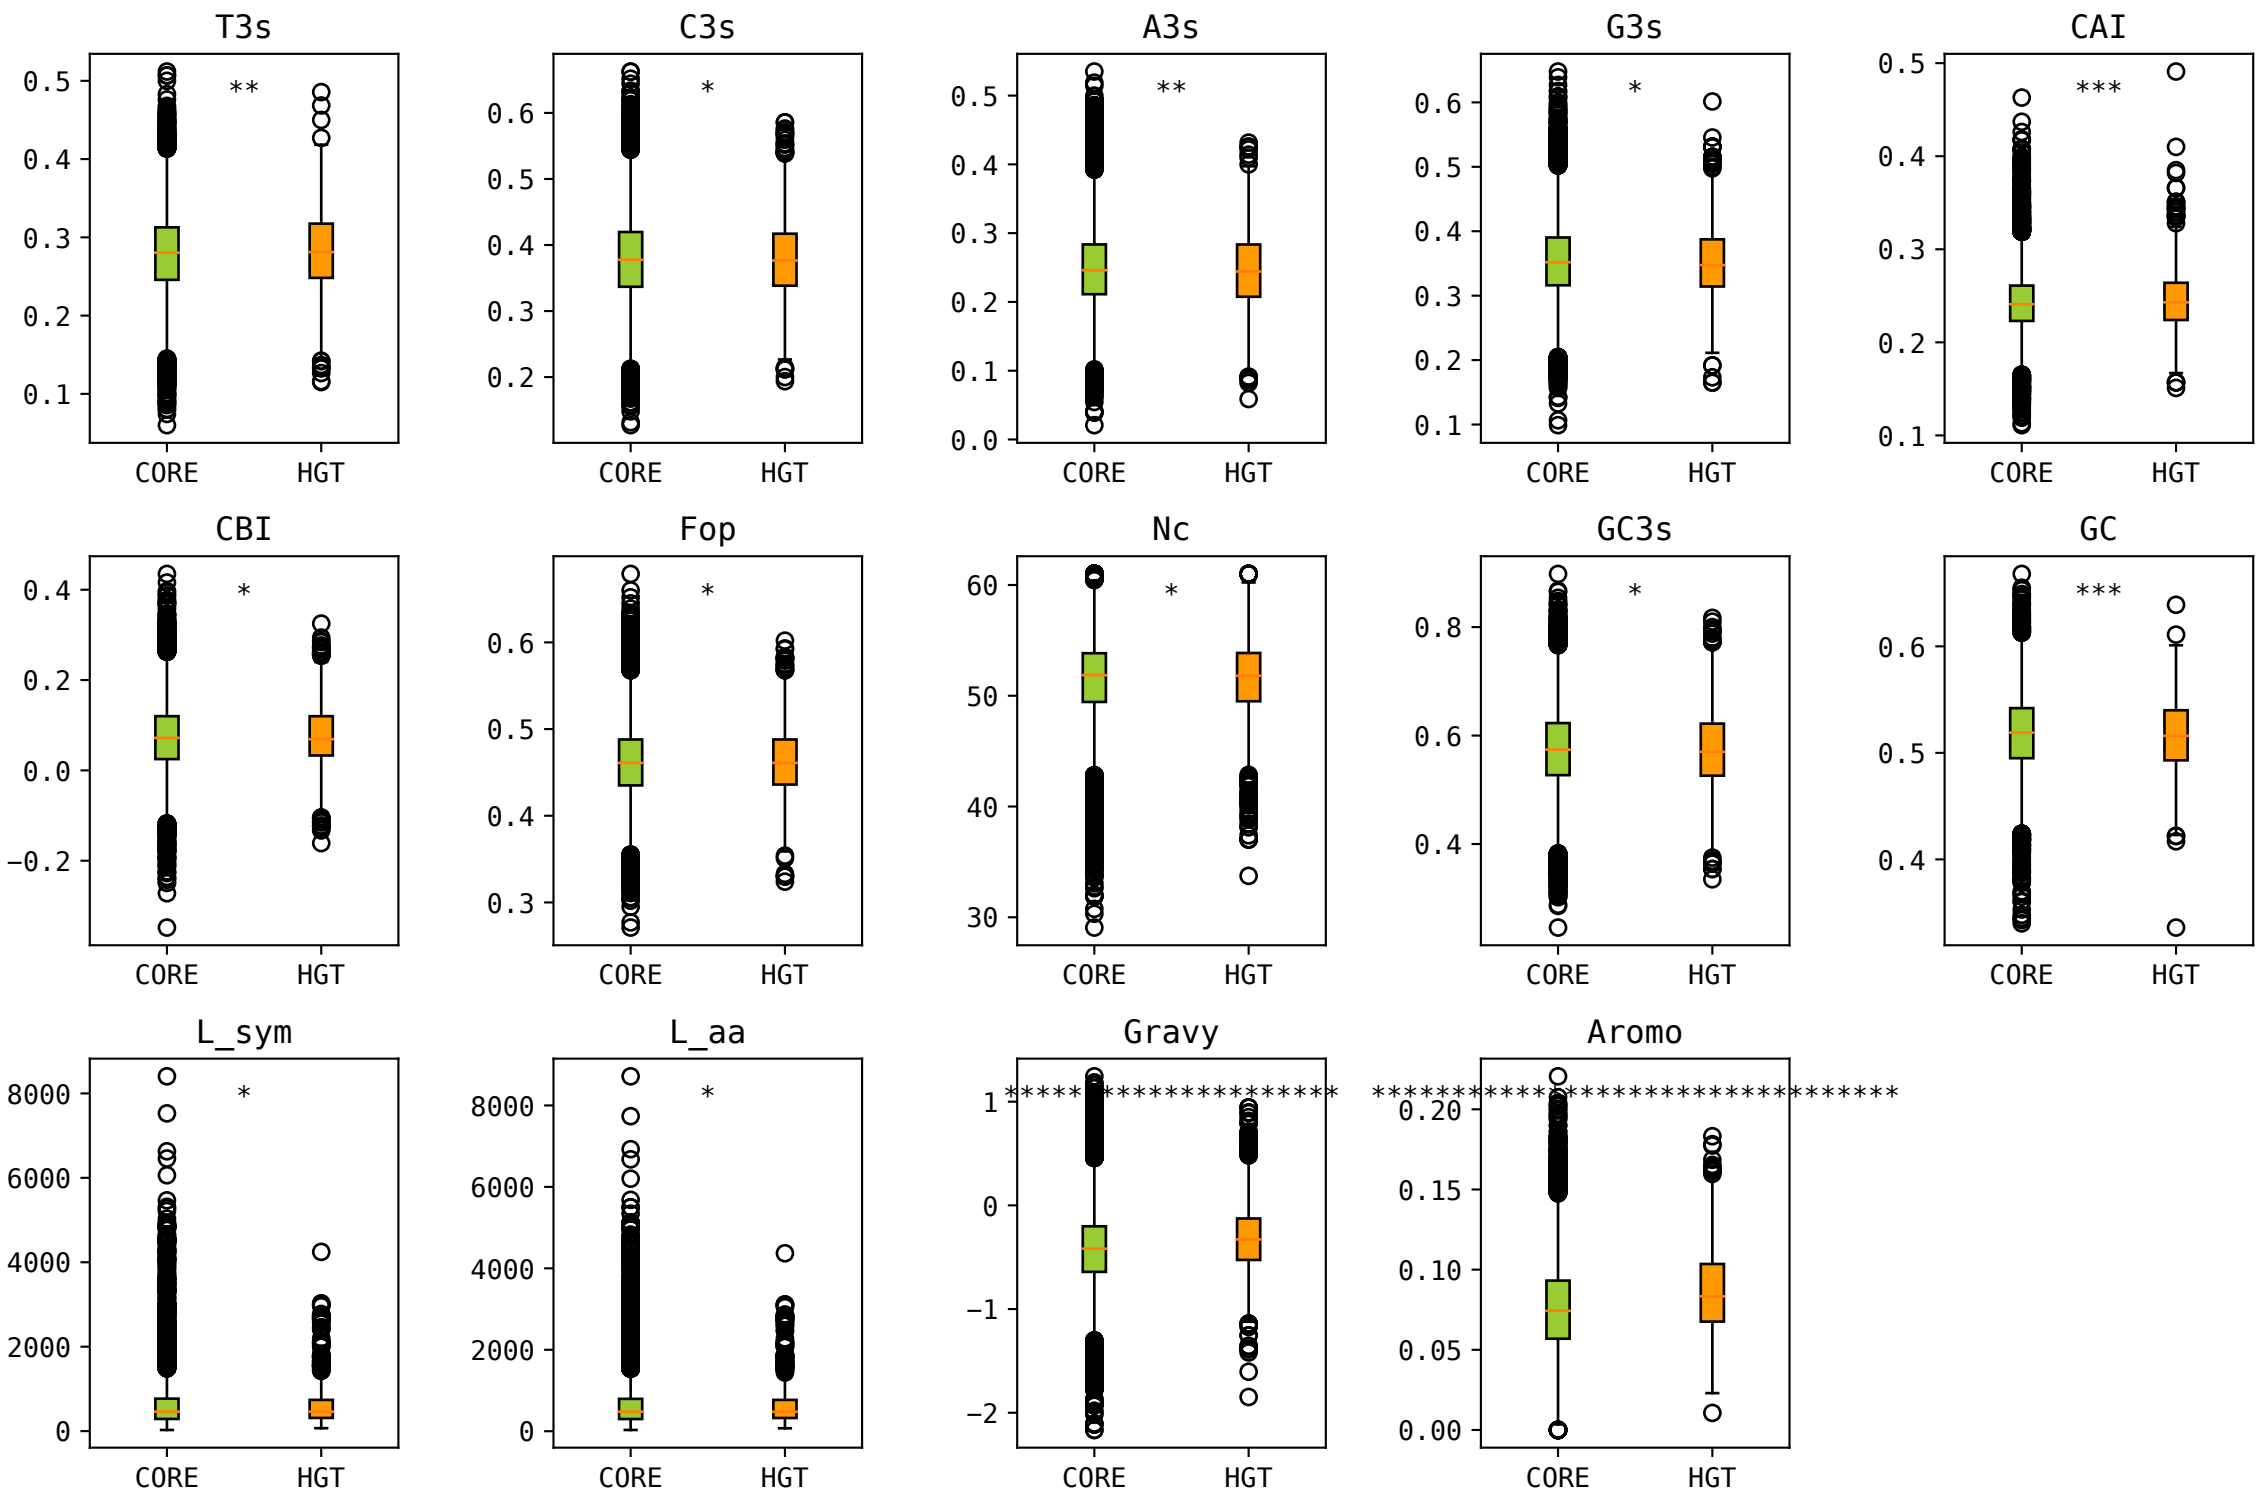 T3s
C3s
A3s
G3s
CAI
0.5
0.4
0.3
0.2
0.1
**
CORE
HGT
0.6
0.5
0.4
0.3
0.2
*
CORE
HGT
0.5
0.4
0.3
0.2
0.1
0.0
**
CORE
HGT
0.6
0.5
0.4
0.3
0.2
0.1
*
CORE
HGT
0.5
0.4
0.3
0.2
0.1
***
CORE
HGT
CBI
Fop
Nc
GC3s
GC
0.4
0.2
0.0
−0.2
*
CORE
HGT
0.6
0.5
0.4
0.3
*
CORE
HGT
60
50
40
30
*
CORE
HGT
0.8
0.6
0.4
*
CORE
HGT
0.6
0.5
0.4
***
CORE
HGT
L_sym
L_aa
Gravy
Aromo
8000
6000
4000
2000
0
*
CORE
HGT
8000
6000
4000
2000
0
*
CORE
HGT
1
0
−1
−2
CORE
HGT
0.20
0.15
0.10
0.05
0.00
CORE
HGT